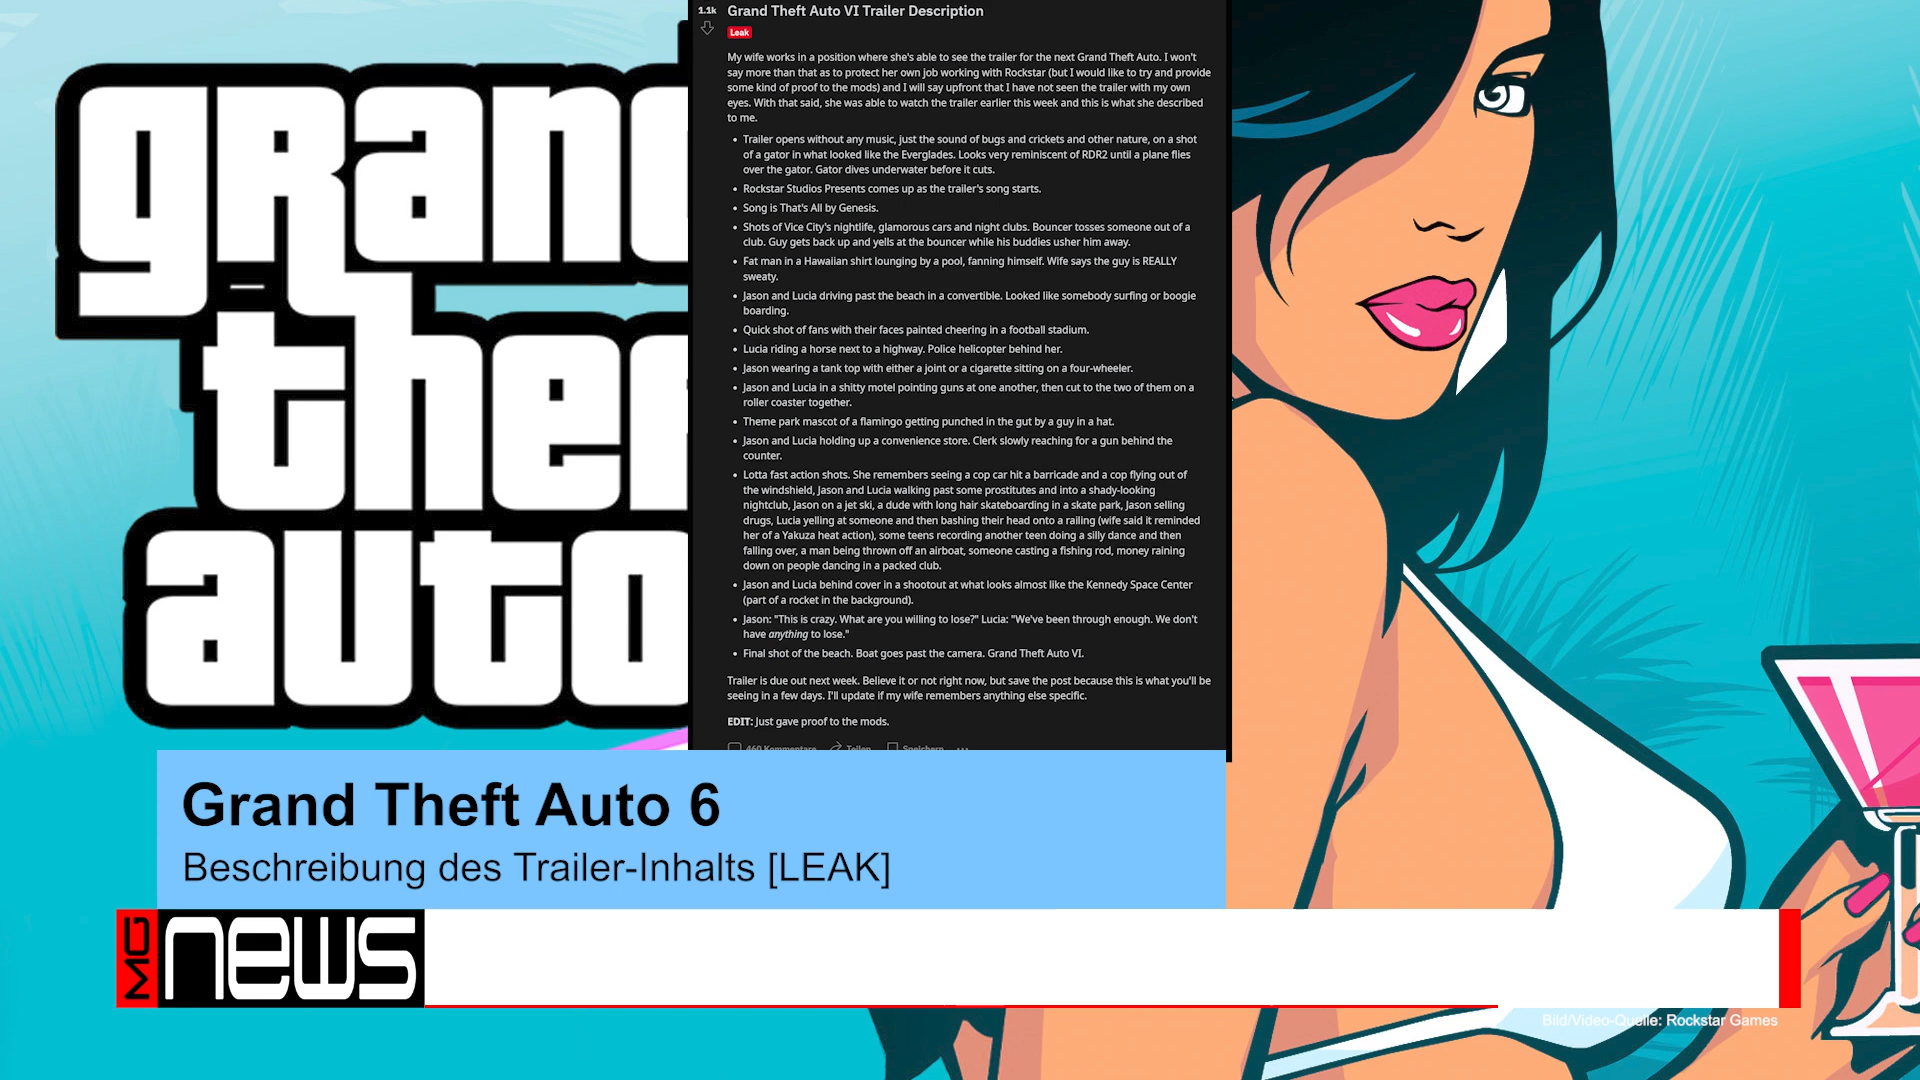 grand
theft
auto
1.1k
Grand Theft Auto VI Trailer Description
Leak
My wife works in a position where she's able to see the trailer for the next Grand Theft Auto. I won't
say more than that as to protect her own job working with Rockstar (but I would like to try and provide
some kind of proof to the mods) and I will say upfront that I have not seen the trailer with my own
eyes. With that said, she was able to watch the trailer earlier this week and this is what she described
to me.
• Trailer opens without any music, just the sound of bugs and crickets and other nature, on a shot
of a gator in what looked like the Everglades. Looks very reminiscent of RDR2 until a plane flies
over the gator. Gator dives underwater before it cuts.
• Rockstar Studios Presents comes up as the trailer's song starts.
• Song is That's All by Genesis.
• Shots of Vice City's nightlife, glamorous cars and night clubs. Bouncer tosses someone out of a
club. Guy gets back up and yells at the bouncer while his buddies usher him away.
• Fat man in a Hawaiian shirt lounging by a pool, fanning himself. Wife says the guy is REALLY
sweaty.
• Jason and Lucia driving past the beach in a convertible. Looked like somebody surfing or boogie
boarding.
• Quick shot of fans with their faces painted cheering in a football stadium.
• Lucia riding a horse next to a highway. Police helicopter behind her.
• Jason wearing a tank top with either a joint or a cigarette sitting on a four-wheeler.
• Jason and Lucia in a shitty motel pointing guns at one another, then cut to the two of them on a
roller coaster together.
• Theme park mascot of a flamingo getting punched in the gut by a guy in a hat.
• Jason and Lucia holding up a convenience store. Clerk slowly reaching for a gun behind the
counter.
• Lotta fast action shots. She remembers seeing a cop car hit a barricade and a cop flying out of
the windshield, Jason and Lucia walking past some prostitutes and into a shady-looking
nightclub, Jason on a jet ski, a dude with long hair skateboarding in a skate park, Jason selling
drugs, Lucia yelling at someone and then bashing their head onto a railing (wife said it reminded
her of a Yakuza heat action), some teens recording another teen doing a silly dance and then
falling over, a man being thrown off an airboat, someone casting a fishing rod, money raining
down on people dancing in a packed club.
• Jason and Lucia behind cover in a shootout at what looks almost like the Kennedy Space Center
(part of a rocket in the background).
• Jason: "This is crazy. What are you willing to lose?" Lucia: "We've been through enough. We don't
have anything to lose."
• Final shot of the beach. Boat goes past the camera. Grand Theft Auto VI.
Trailer is due out next week. Believe it or not right now, but save the post because this is what you'll be
seeing in a few days. I'll update if my wife remembers anything else specific.
EDIT: Just gave proof to the mods.
460 Kommentare Teilen Speichern ...
Grand Theft Auto 6
Beschreibung des Trailer-Inhalts [LEAK]
MG news
Bild/Video-Quelle: Rockstar Games